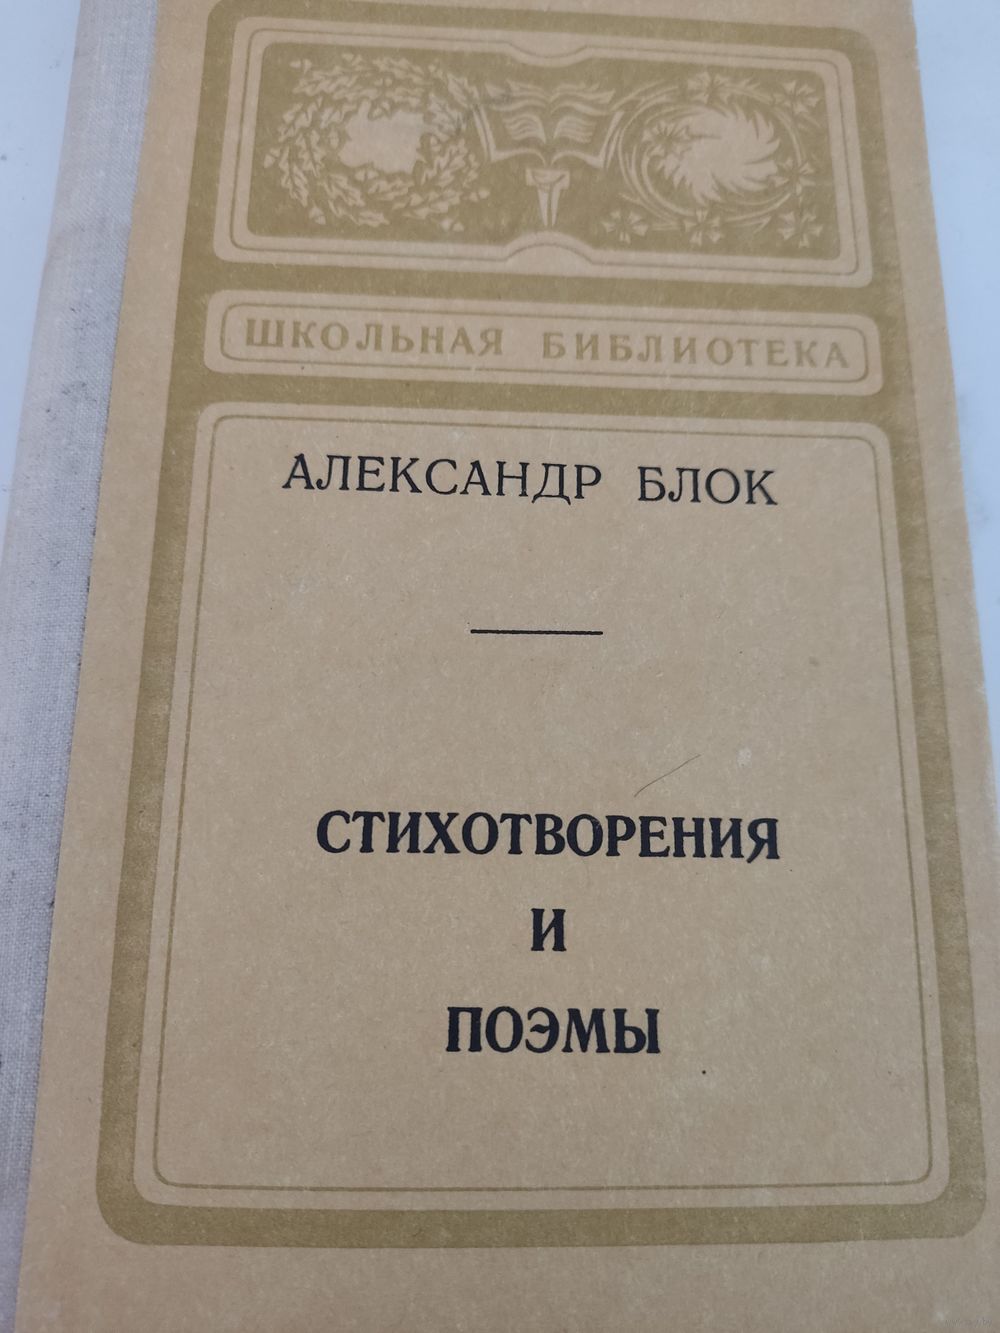 ШКОЛЬНАЯ БИБЛИОТЕКА
АЛЕКСАНДР БЛОК
СТИХОТВОРЕНИЯ
И
ПОЭМЫ